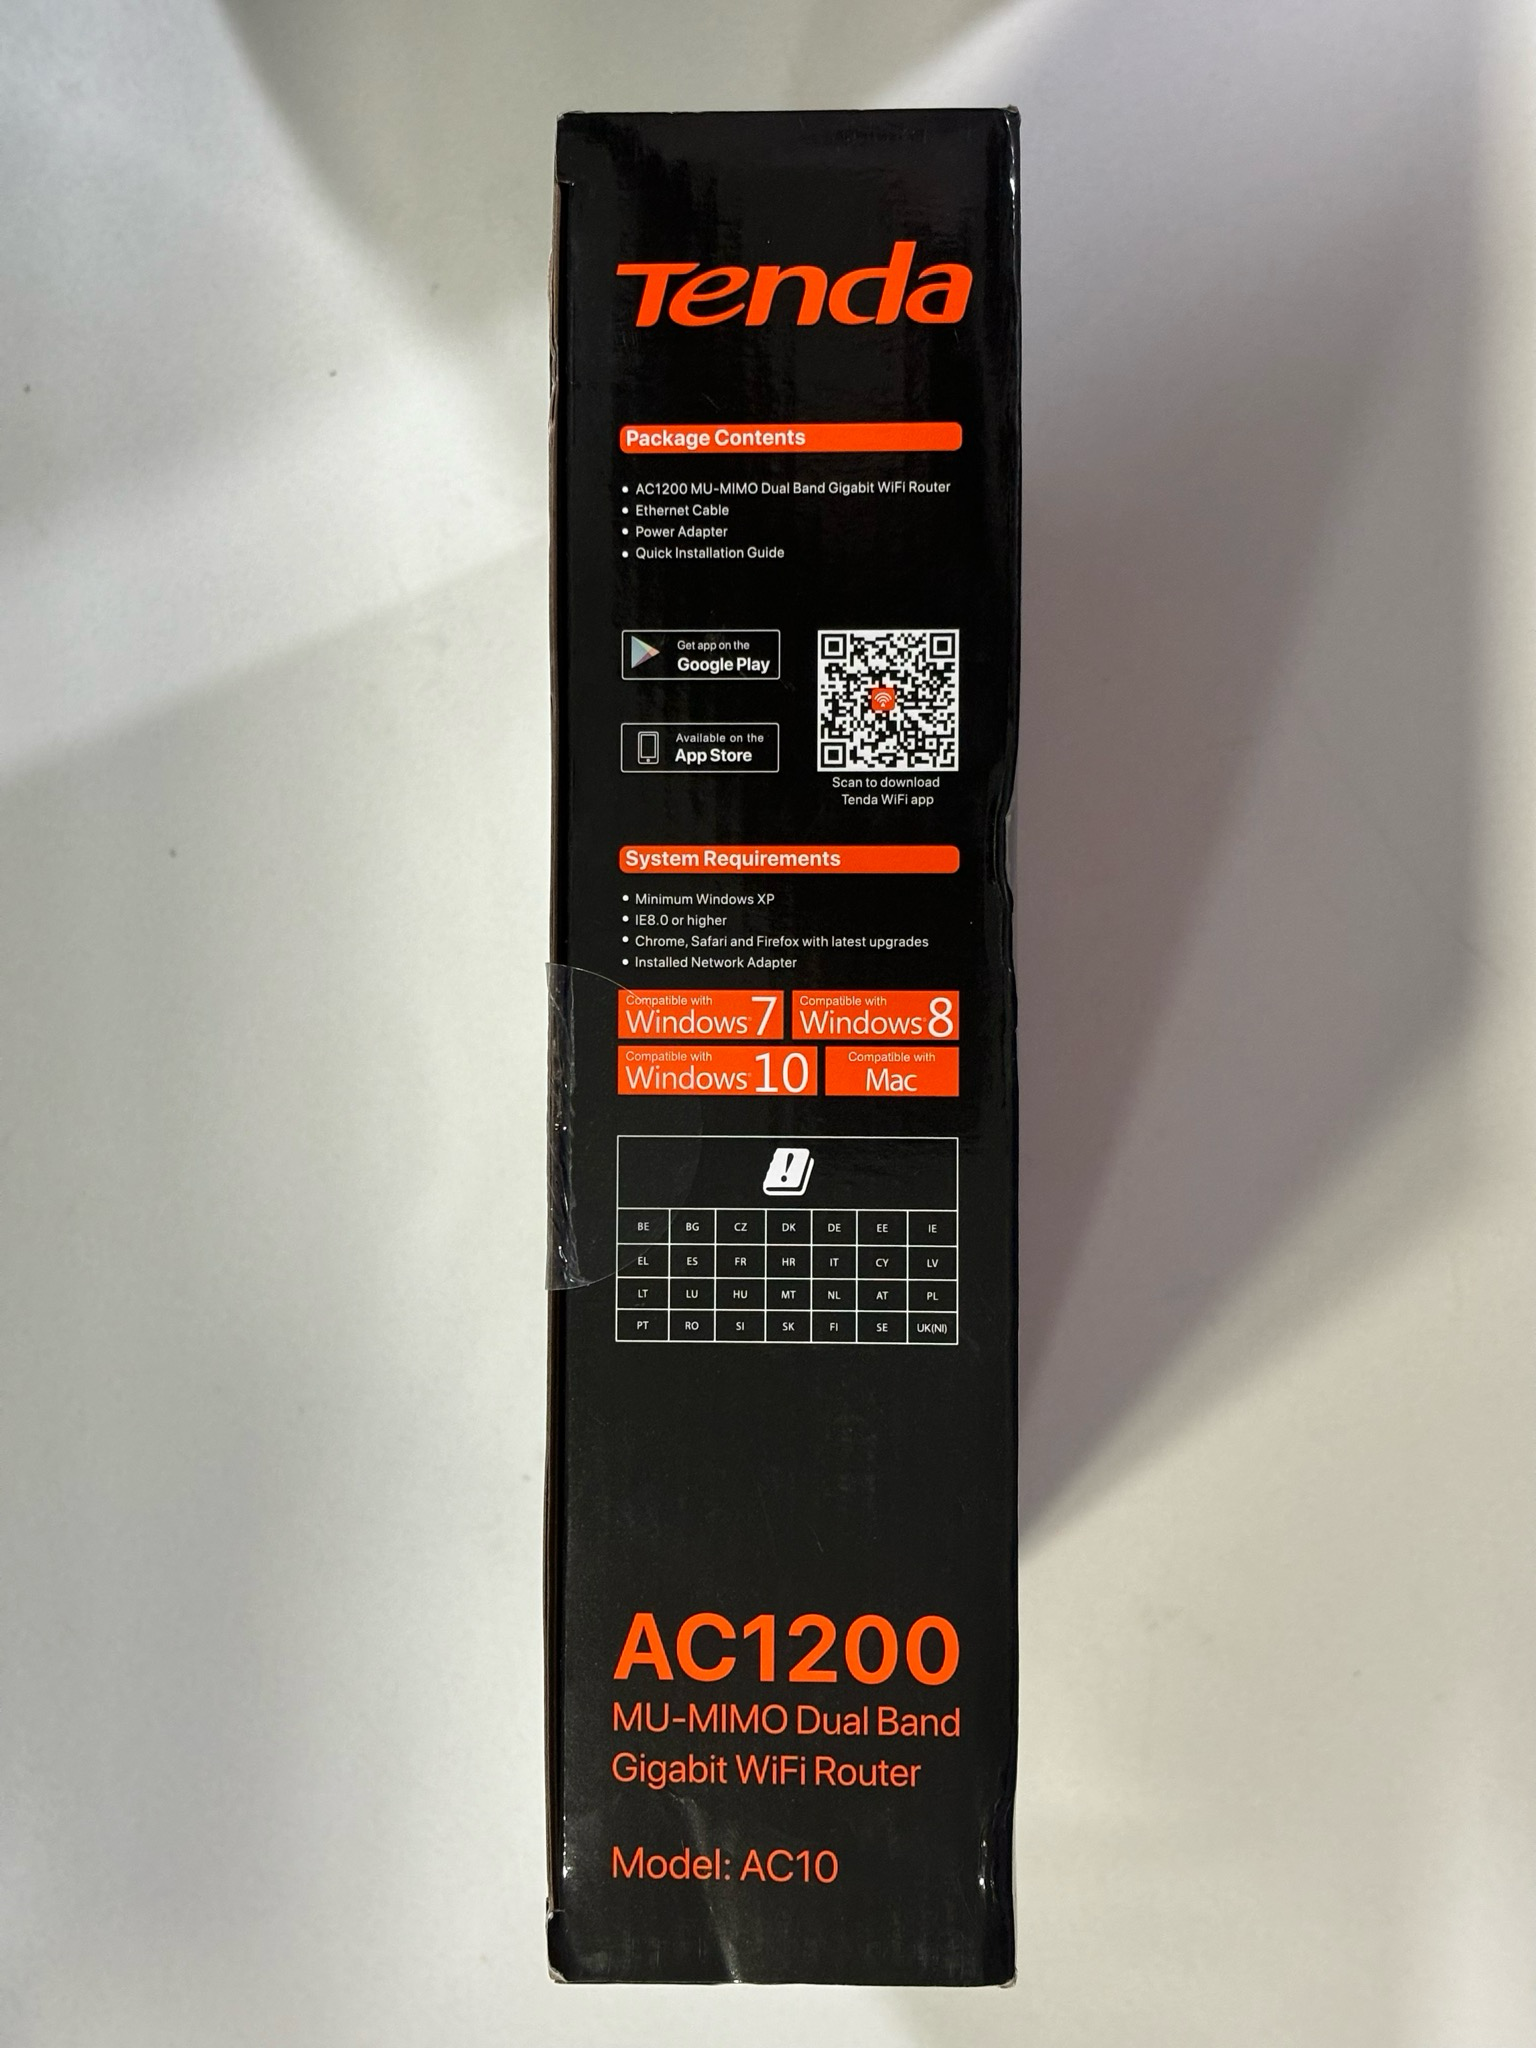 Tenda
Package Contents
• AC1200 MU-MIMO Dual Band Gigabit WiFi Router
• Ethernet Cable
• Power Adapter
• Quick Installation Guide
Get app on the
Google Play
Available on the
App Store
Scan to download
Tenda WiFi app
System Requirements
• Minimum Windows XP
• IE8.0 or higher
• Chrome, Safari and Firefox with latest upgrades
• Installed Network Adapter
Compatible with
Windows 7
Compatible with
Windows 8
Compatible with
Windows 10
Compatible with
Mac
!
BE BG CZ DK DE EE IE
EL ES FR HR IT CY LV
LT LU HU MT NL AT PL
PT RO SI SK FI SE UK(NI)
AC1200
MU-MIMO Dual Band
Gigabit WiFi Router
Model: AC10